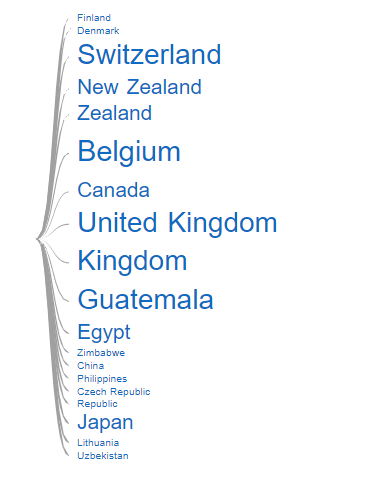 Finland
Denmark
Switzerland
New Zealand
Zealand
Belgium
Canada
United Kingdom
Kingdom
Guatemala
Egypt
Zimbabwe
China
Philippines
Czech Republic
Republic
Japan
Lithuania
Uzbekistan